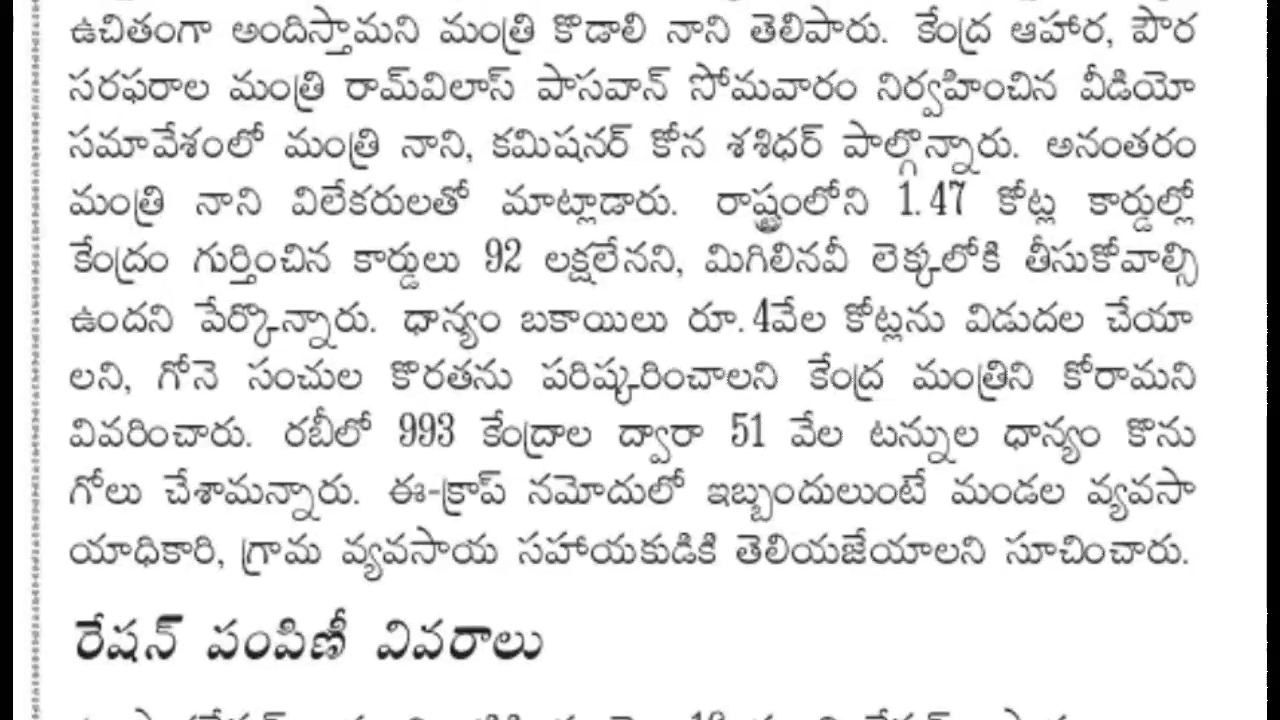 ఉచితంగా అందిస్తామని మంత్రి కొడాలి నాని తెలిపారు. కేంద్ర ఆహార, పౌర
సరఫరాల మంత్రి రామ్‌విలాస్ పాసవాన్ సోమవారం నిర్వహించిన వీడియో
సమావేశంలో మంత్రి నాని, కమిషనర్ కోన శశిధర్ పాల్గొన్నారు. అనంతరం
మంత్రి నాని విలేకరులతో మాట్లాడారు. రాష్ట్రంలోని 1.47 కోట్ల కార్డుల్లో
కేంద్రం గుర్తించిన కార్డులు 92 లక్షలేనని, మిగిలినవీ లెక్కలోకి తీసుకోవాల్సి
ఉందని పేర్కొన్నారు. ధాన్యం బకాయిలు రూ.4వేల కోట్లను విడుదల చేయా
లని, గోనె సంచుల కొరతను పరిష్కరించాలని కేంద్ర మంత్రిని కోరామని
వివరించారు. రబీలో 993 కేంద్రాల ద్వారా 51 వేల టన్నుల ధాన్యం కొను
గోలు చేశామన్నారు. ఈ-క్రాప్ నమోదులో ఇబ్బందులుంటే మండల వ్యవసా
యాధికారి, గ్రామ వ్యవసాయ సహాయకుడికి తెలియజేయాలని సూచించారు.
రేషన్ పంపిణీ వివరాలు